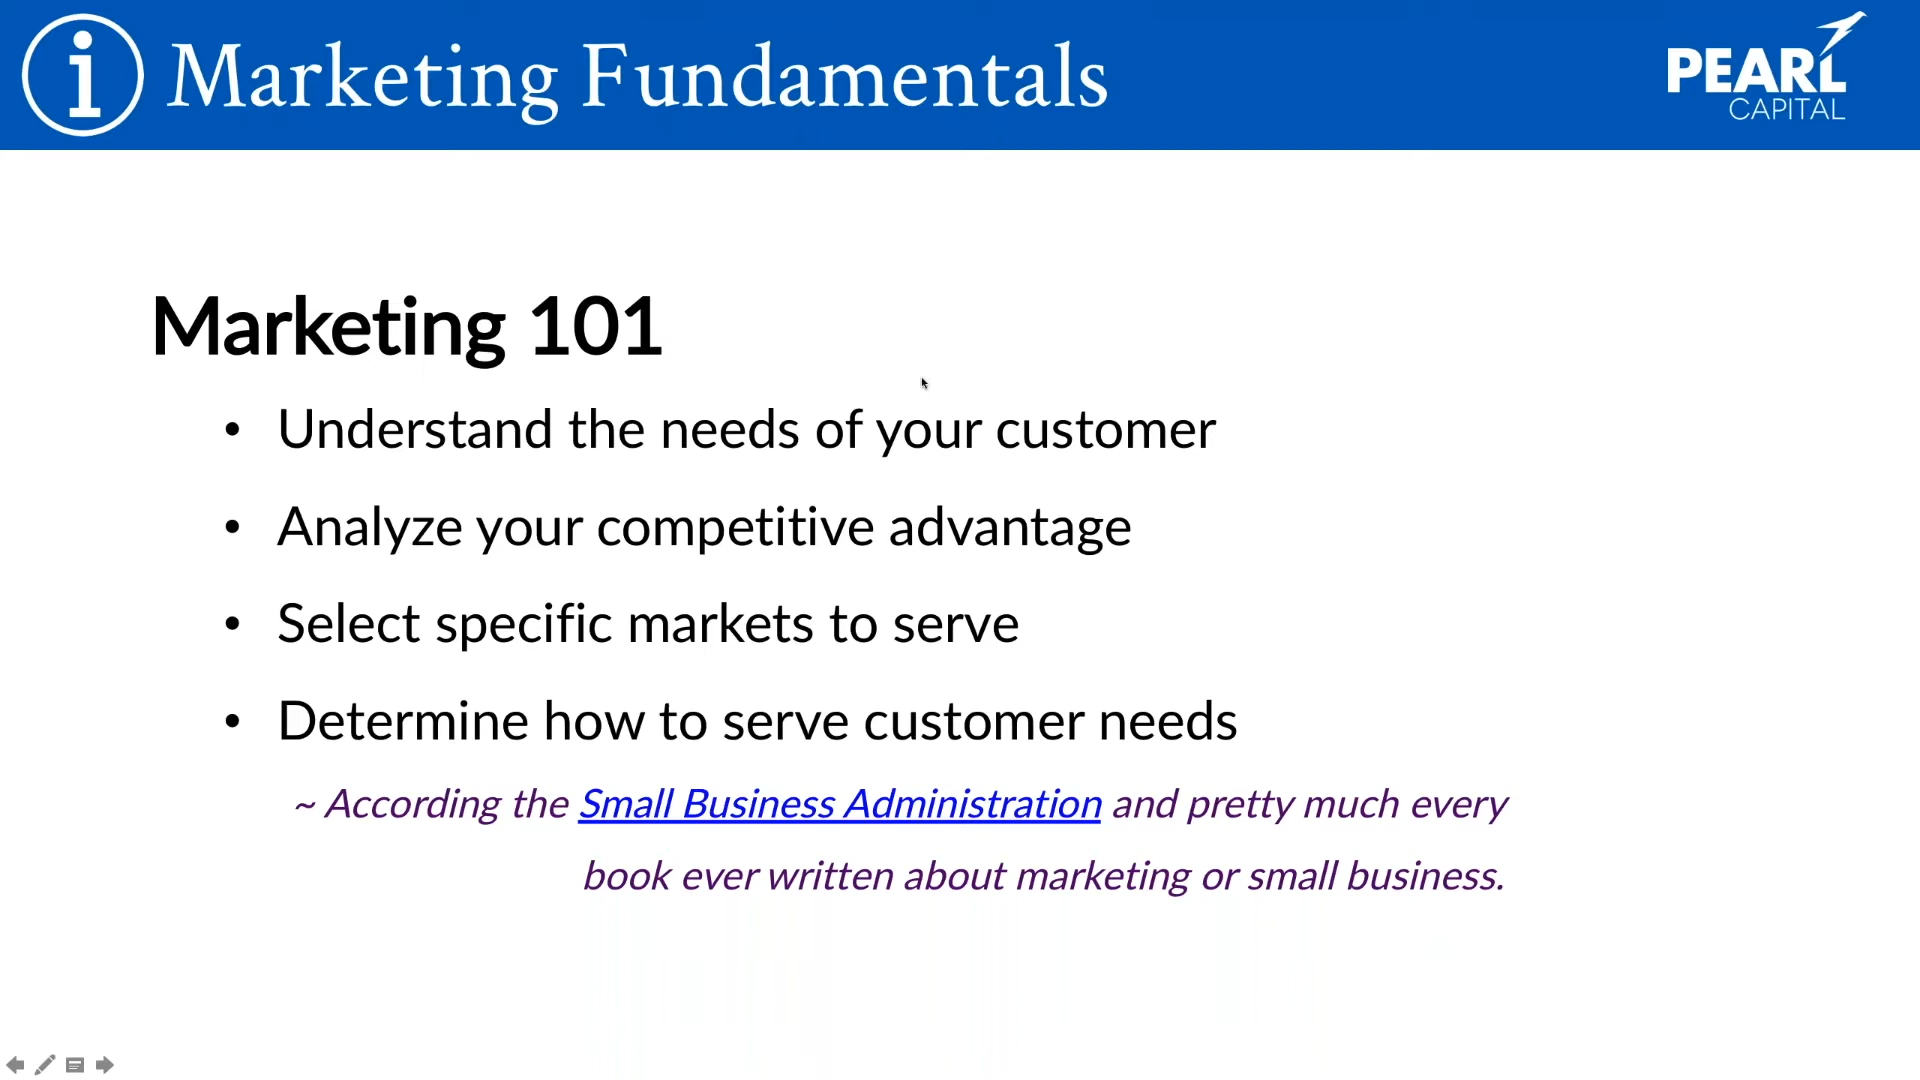 Marketing Fundamentals
PEARL
CAPITAL
Marketing 101
• Understand the needs of your customer
• Analyze your competitive advantage
• Select specific markets to serve
• Determine how to serve customer needs
~ According the Small Business Administration and pretty much every
book ever written about marketing or small business.